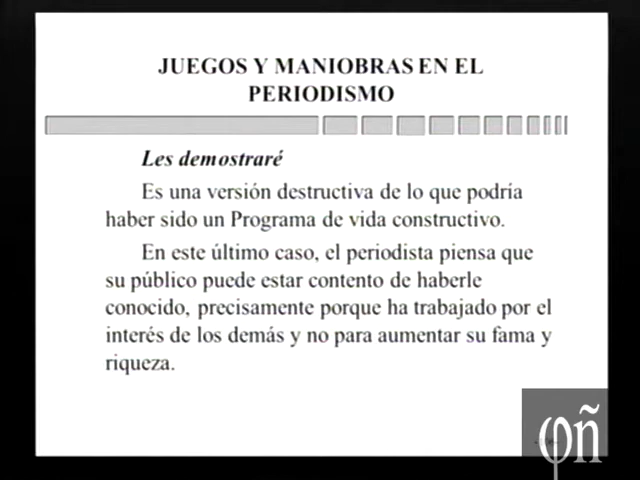 JUEGOS Y MANIOBRAS EN EL
PERIODISMO
Les demostraré
Es una versión destructiva de lo que podría
haber sido un Programa de vida constructivo.
En este último caso, el periodista piensa que
su público puede estar contento de haberle
conocido, precisamente porque ha trabajado por el
interés de los demás y no para aumentar su fama y
riqueza.
φñ